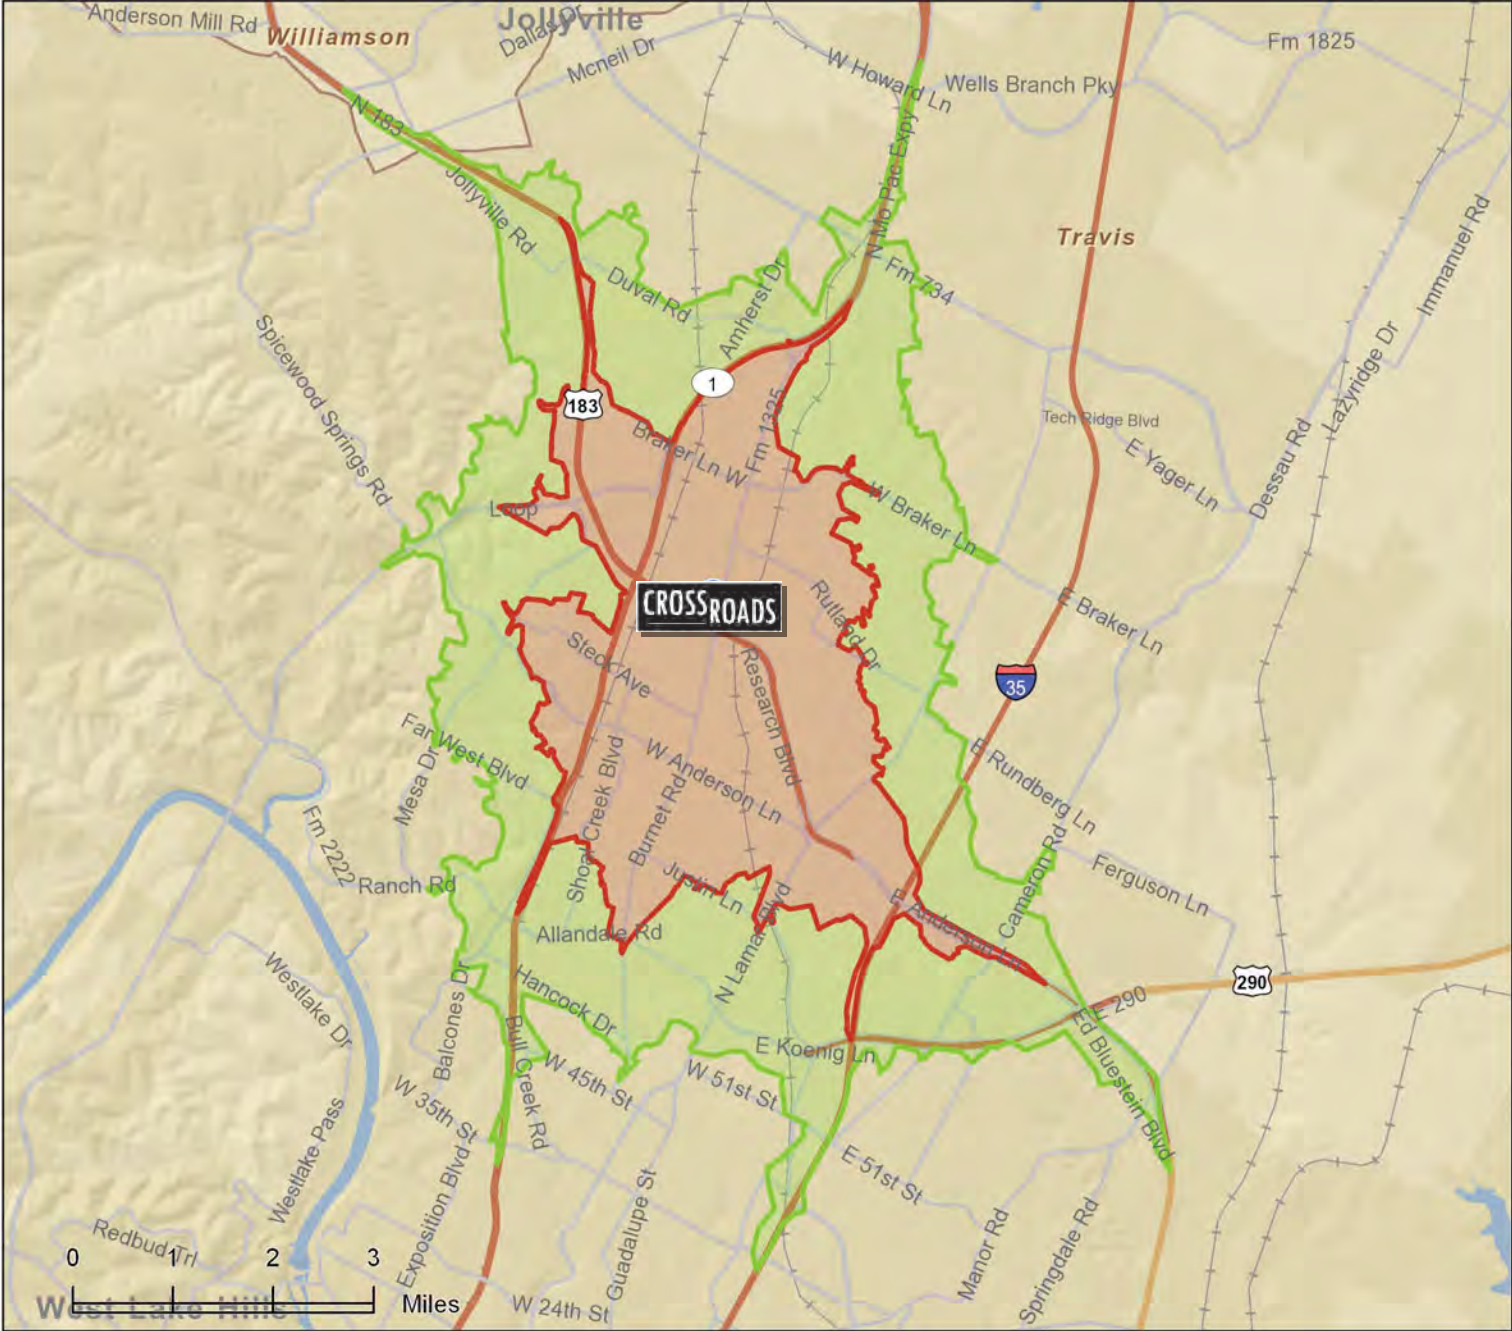 Anderson Mill Rd
Williamson
Jollyville
Dallas Dr
Mcneil Dr
W Howard Ln
Wells Branch Pky
Fm 1825
N 183
Jollyville Rd
N Mo Pac Expy
Travis
Immanuel Rd
Duval Rd
Amherst Dr
Fm 734
Spicewood Springs Rd
183
1
Fm 1325
Braker Ln W
Tech Ridge Blvd
E Yager Ln
Dessau Rd
Lazyridge Dr
Loop
W Braker Ln
CROSSROADS
Rutland Dr
E Braker Ln
Steck Ave
Research Blvd
35
Far West Blvd
Mesa Dr
Shoal Creek Blvd
W Anderson Ln
Burnet Rd
E Rundberg Ln
Fm 2222
Ranch Rd
Justin Ln
Cameron Rd
Ferguson Ln
E Anderson Ln
Allandale Rd
N Lamar Blvd
Westlake Dr
Balcones Dr
Hancock Dr
290
E 290
Ed Bluestein Blvd
E Koenig Ln
Bull Creek Rd
W 45th St
W 51st St
W 35th St
Westlake Pass
Exposition Blvd
Guadalupe St
E 51st St
Manor Rd
Springdale Rd
Redbud Trl
0 1 2 3
Miles
West Lake Hills
W 24th St